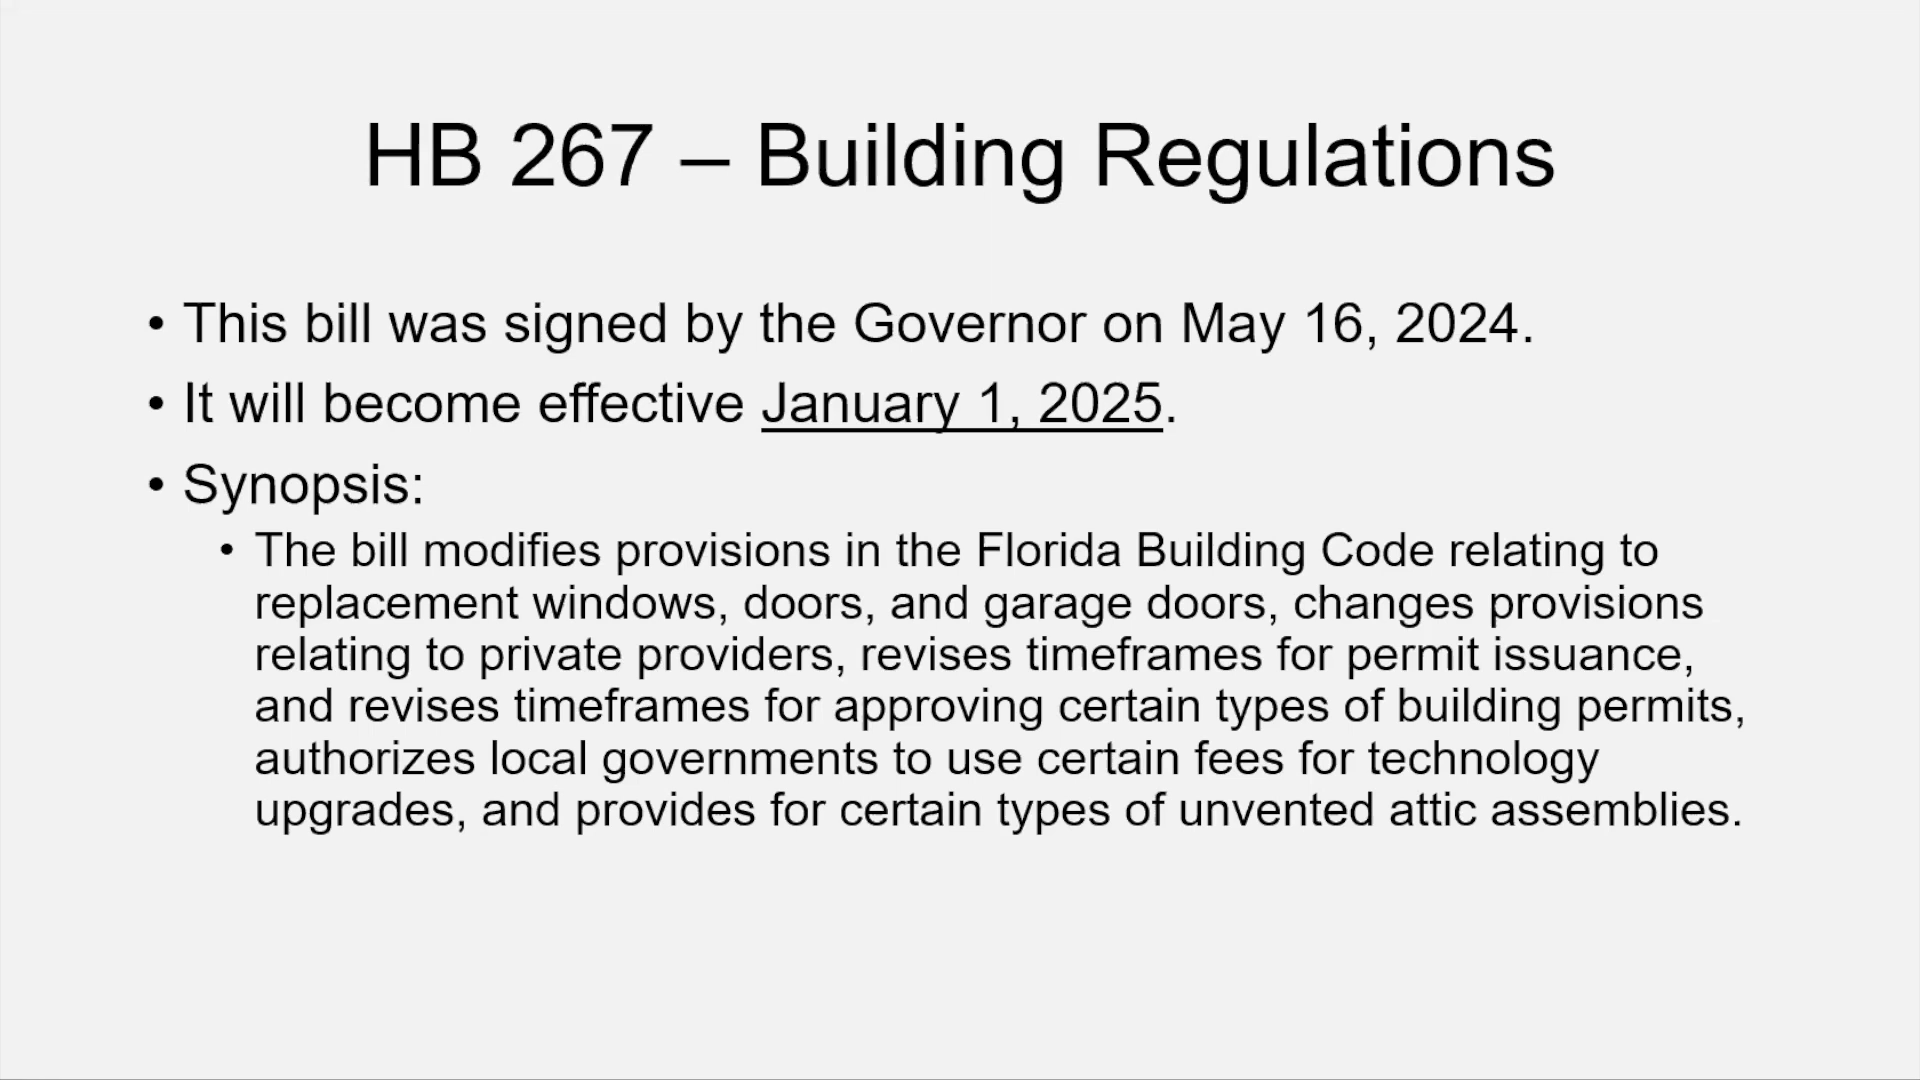 HB 267 – Building Regulations
• This bill was signed by the Governor on May 16, 2024.
• It will become effective January 1, 2025.
• Synopsis:
• The bill modifies provisions in the Florida Building Code relating to
replacement windows, doors, and garage doors, changes provisions
relating to private providers, revises timeframes for permit issuance,
and revises timeframes for approving certain types of building permits,
authorizes local governments to use certain fees for technology
upgrades, and provides for certain types of unvented attic assemblies.